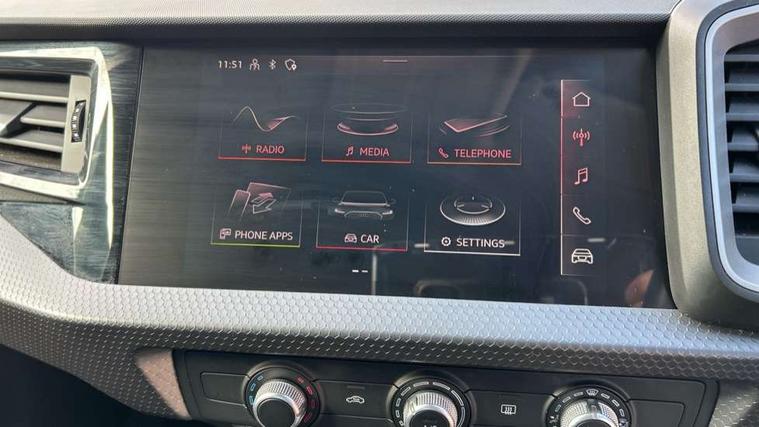 11:51
RADIO
MEDIA
TELEPHONE
PHONE APPS
CAR
SETTINGS